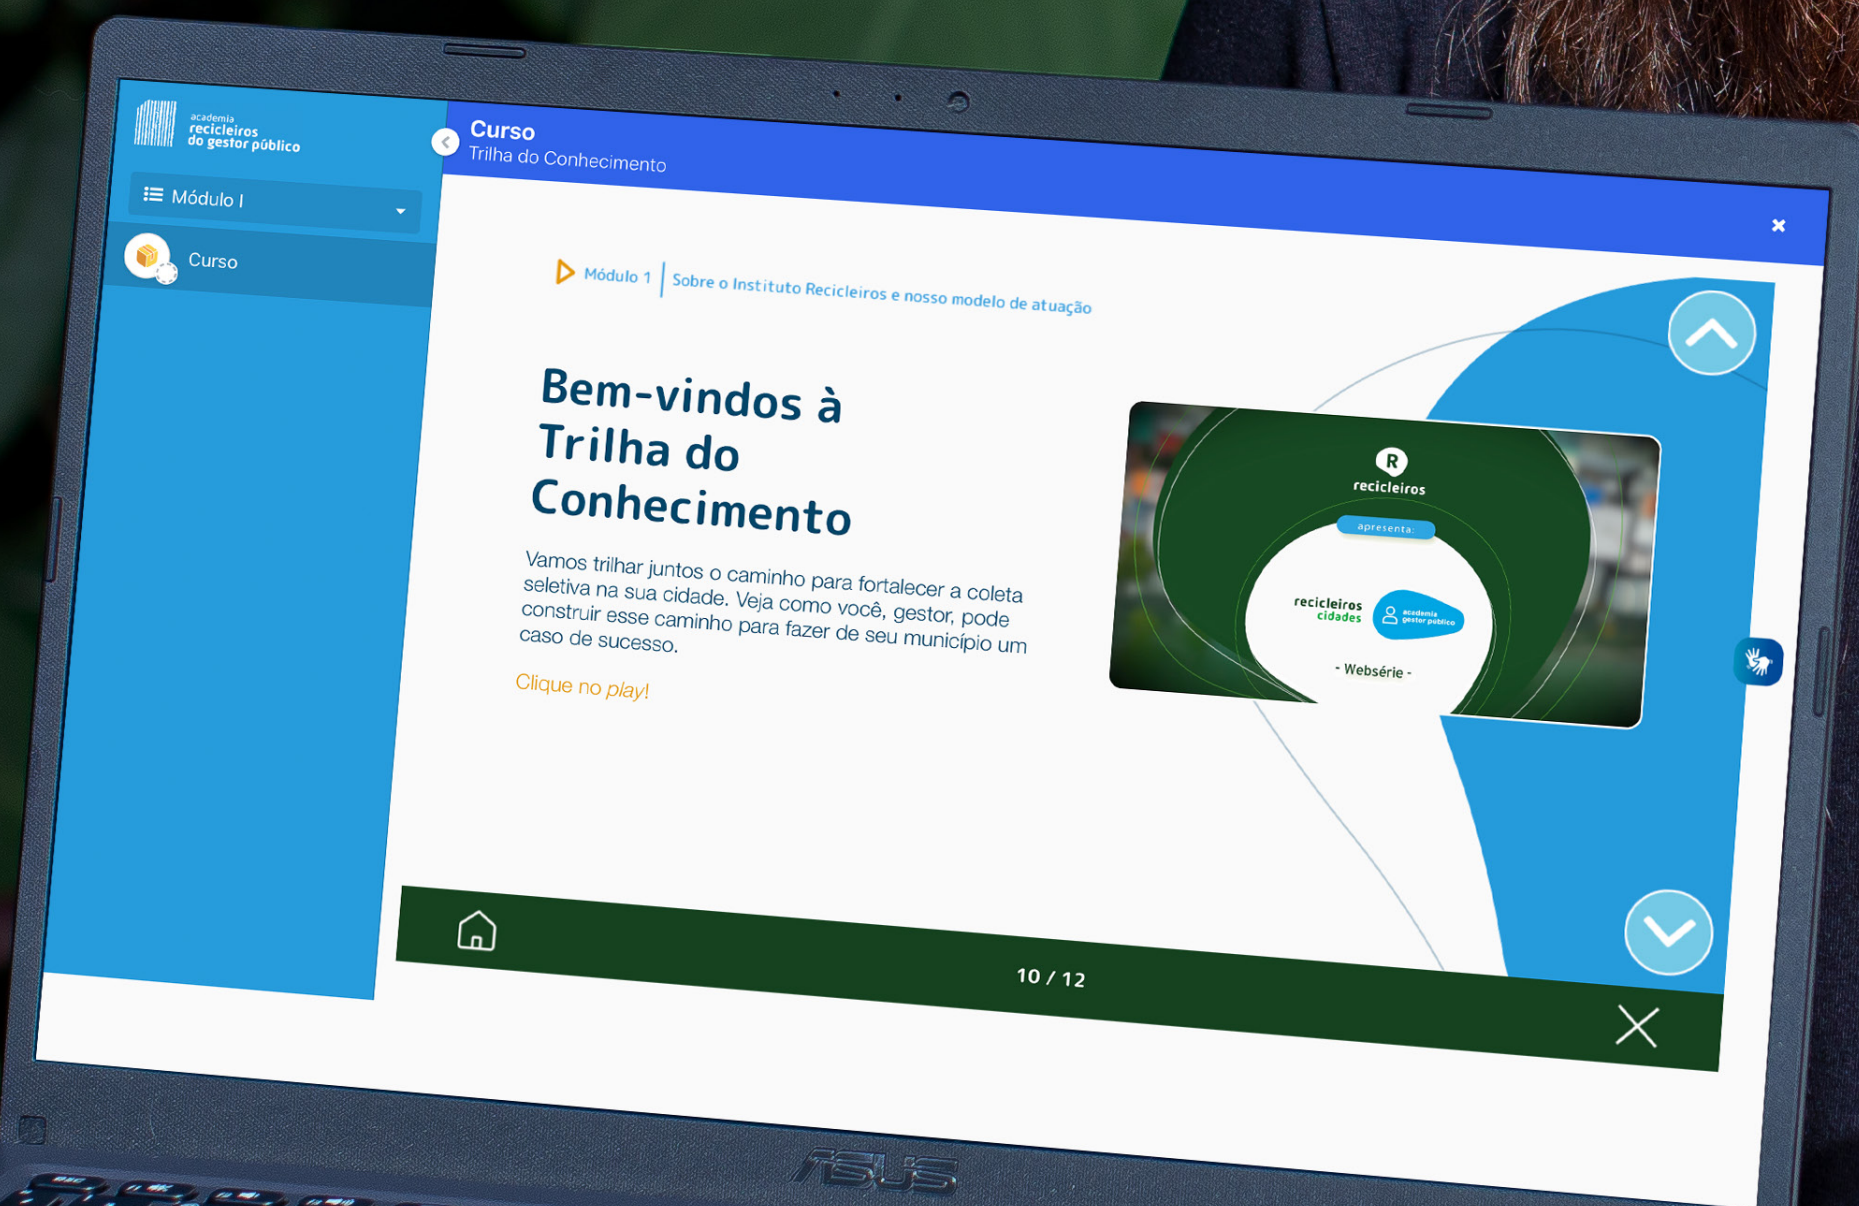 academia
recicleiros
do gestor público
Módulo I
Curso
Curso
Trilha do Conhecimento
Módulo 1 | Sobre o Instituto Recicleiros e nosso modelo de atuação
Bem-vindos à
Trilha do
Conhecimento
Vamos trilhar juntos o caminho para fortalecer a coleta
seletiva na sua cidade. Veja como você, gestor, pode
construir esse caminho para fazer de seu município um
caso de sucesso.
Clique no play!
R
recicleiros
apresenta:
recicleiros
cidades
academia
gestor público
- Websérie -
10 / 12
ASUS
esc